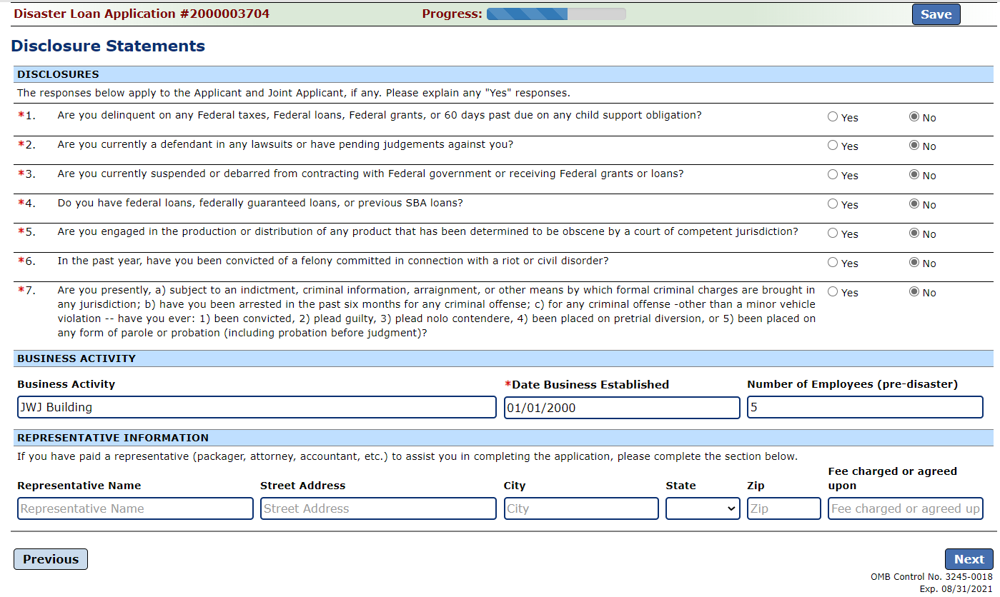 Disaster Loan Application #2000003704 Progress: Save
Disclosure Statements
DISCLOSURES
The responses below apply to the Applicant and Joint Applicant, if any. Please explain any "Yes" responses.
*1. Are you delinquent on any Federal taxes, Federal loans, Federal grants, or 60 days past due on any child support obligation? Yes No
*2. Are you currently a defendant in any lawsuits or have pending judgements against you? Yes No
*3. Are you currently suspended or debarred from contracting with Federal government or receiving Federal grants or loans? Yes No
*4. Do you have federal loans, federally guaranteed loans, or previous SBA loans? Yes No
*5. Are you engaged in the production or distribution of any product that has been determined to be obscene by a court of competent jurisdiction? Yes No
*6. In the past year, have you been convicted of a felony committed in connection with a riot or civil disorder? Yes No
*7. Are you presently, a) subject to an indictment, criminal information, arraignment, or other means by which formal criminal charges are brought in Yes No
any jurisdiction; b) have you been arrested in the past six months for any criminal offense; c) for any criminal offense -other than a minor vehicle
violation -- have you ever: 1) been convicted, 2) plead guilty, 3) plead nolo contendere, 4) been placed on pretrial diversion, or 5) been placed on
any form of parole or probation (including probation before judgment)?
BUSINESS ACTIVITY
Business Activity *Date Business Established Number of Employees (pre-disaster)
JWJ Building 01/01/2000 5
REPRESENTATIVE INFORMATION
If you have paid a representative (packager, attorney, accountant, etc.) to assist you in completing the application, please complete the section below.
Representative Name Street Address City State Zip Fee charged or agreed
upon
Representative Name Street Address City Zip Fee charged or agreed up
Previous Next
OMB Control No. 3245-0018
Exp. 08/31/2021